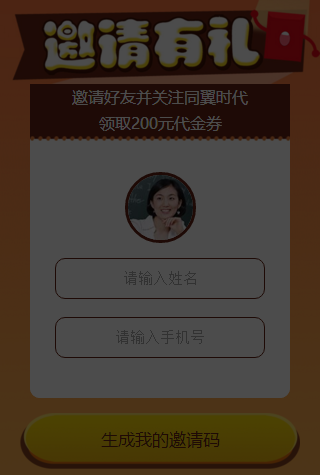 邀请有礼
邀请好友并关注同翼时代
领取200元代金券
请输入姓名
请输入手机号
生成我的邀请码